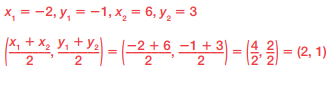 x₁ = −2, y₁ = −1, x₂ = 6, y₂ = 3
(x₁ + x₂/2, y₁ + y₂/2) = (−2 + 6/2, −1 + 3/2) = (4/2, 2/2) = (2, 1)